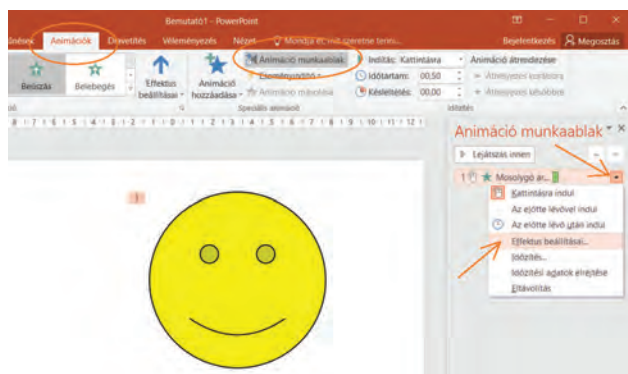 Bemutató1 - PowerPoint
Animációk Diavetítés Véleményezés Nézet Mondja el, mit szeretne tenni... Bejelentkezés Megosztás
Beúszás Belebegés
Effektus beállításai
Animáció hozzáadása
Animáció munkaablak
Eseményindító
Animáció másolása
Speciális animáció
Indítás: Kattintásra
Időtartam: 00,50
Késleltetés: 00,00
Időzítés
Animáció átrendezése
Áthelyezés korábbra
Áthelyezés későbbre
Animáció munkaablak
Lejátszás innen
1 Mosolygó ar...
Kattintásra indul
Az előtte lévővel indul
Az előtte lévő után indul
Effektus beállításai...
Időzítés...
Időzítési adatok elrejtése
Eltávolítás
1